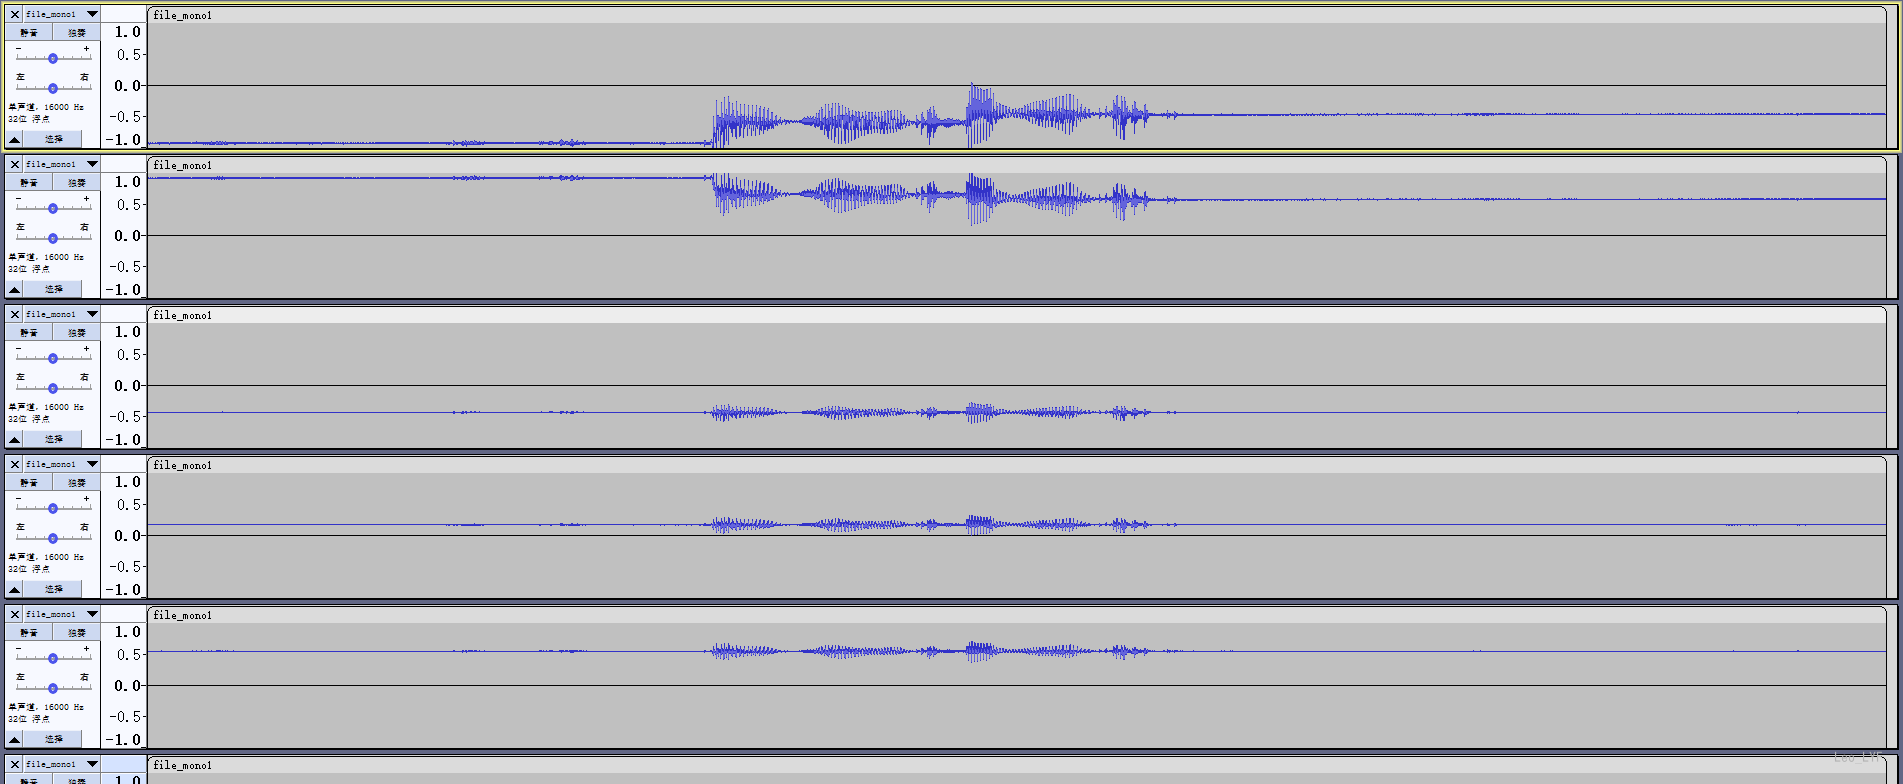 file_mono1
file_mono1
静音 独奏
- +
左 右
单声道, 16000 Hz
32位 浮点
选择
1.0
0.5
0.0
-0.5
-1.0
file_mono1
file_mono1
静音 独奏
- +
左 右
单声道, 16000 Hz
32位 浮点
选择
1.0
0.5
0.0
-0.5
-1.0
file_mono1
file_mono1
静音 独奏
- +
左 右
单声道, 16000 Hz
32位 浮点
选择
1.0
0.5
0.0
-0.5
-1.0
file_mono1
file_mono1
静音 独奏
- +
左 右
单声道, 16000 Hz
32位 浮点
选择
1.0
0.5
0.0
-0.5
-1.0
file_mono1
file_mono1
静音 独奏
- +
左 右
单声道, 16000 Hz
32位 浮点
选择
1.0
0.5
0.0
-0.5
-1.0
file_mono1
file_mono1
静音 独奏
1.0